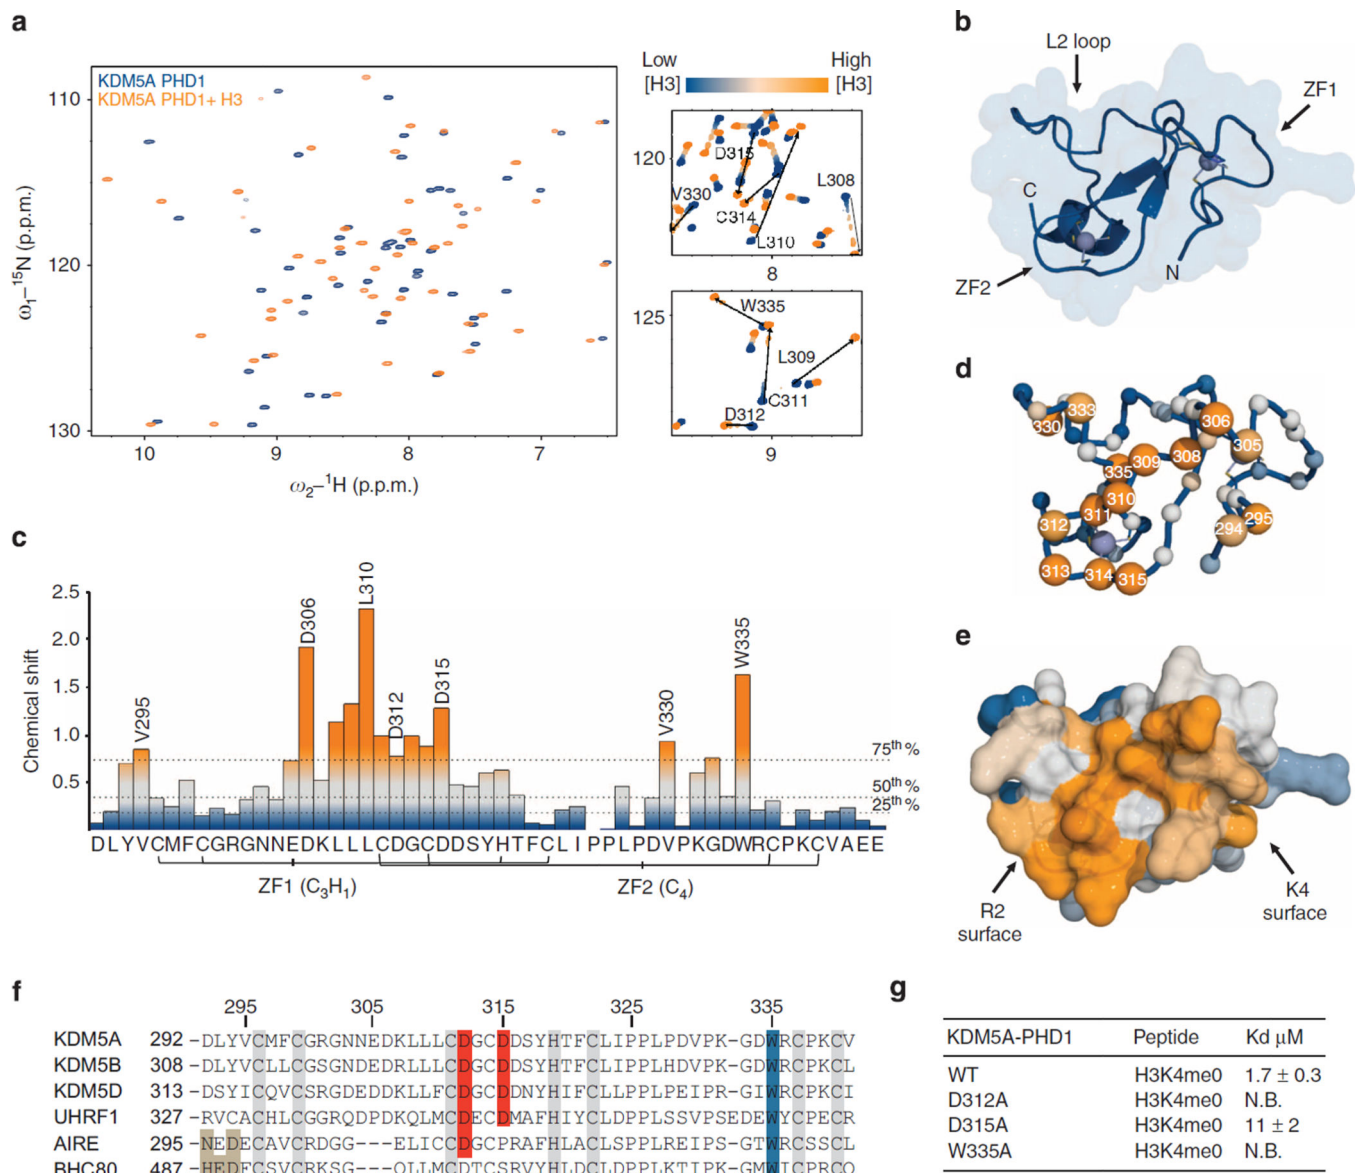 a
KDM5A PHD1
KDM5A PHD1+ H3
110
120
130
10
9
8
7
ω1–15N (p.p.m.)
ω2–1H (p.p.m.)
Low
[H3]
High
[H3]
120
D315
V330
C314
L308
L310
8
125
W335
L309
C311
D312
9
b
L2 loop
ZF1
C
ZF2
N
c
Chemical shift
2.5
2.0
1.5
1.0
0.5
V295
D306
L310
D312
D315
V330
W335
75th %
50th %
25th %
DLYVCMFCGRGNNEDKLLLCDGCDDSYHTFCLIPPLPDVPKGDWRCPKCVAEE
ZF1 (C3H1)
ZF2 (C4)
d
333
330
306
305
335
309
308
310
311
312
295
294
313
314
315
e
R2
surface
K4
surface
f
295
305
315
325
335
KDM5A 292 -DLYVCMFCGRGNNEDKLLLCDGCDDSYHTFCLIPPLPDVPK-GDWRCPKCV
KDM5B 308 -DLYVCLLCGSGNDEDRLLLCDGCDDSYHTFCLIPPLHDVPK-GDWRCPKCL
KDM5D 313 -DSYICQVCSRGDEDDKLLFCDGCDDNYHIFCLLPPLPEIPR-GIWRCPKCI
UHRF1 327 -RVCACHLCGGRQDPDKQLMCDECDMAFHIYCLDPPLSSVPSEDEWYCPECR
AIRE 295 -NEDECAVCRDGG---ELICCDGCPRAFHLACLSPPLREIPS-GTWRCSSCL
BHC80 487 -HEDFCSVCRKSG---QLLMCDTCSRVYHLDCLDPPLKTIPK-GMWICPRCQ
g
KDM5A-PHD1 Peptide Kd μM
WT H3K4me0 1.7 ± 0.3
D312A H3K4me0 N.B.
D315A H3K4me0 11 ± 2
W335A H3K4me0 N.B.